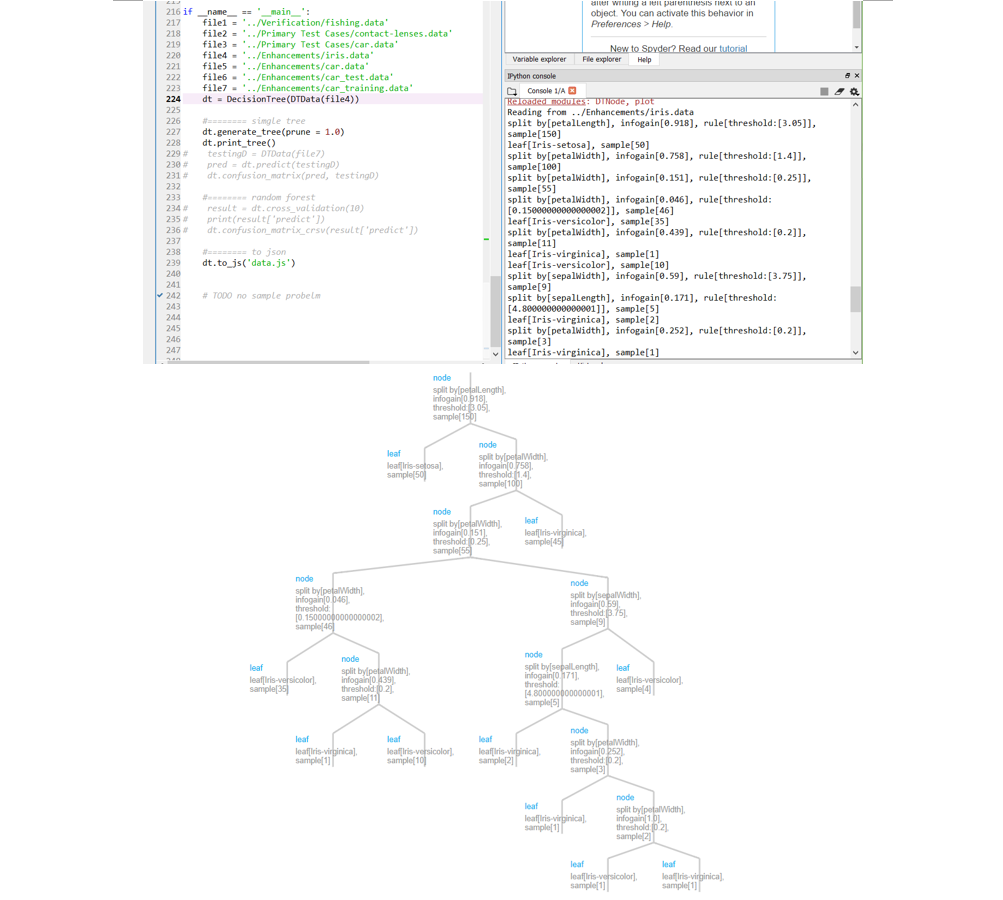 215
216 if __name__ == '__main__':
217 file1 = '../Verification/fishing.data'
218 file2 = '../Primary Test Cases/contact-lenses.data'
219 file3 = '../Primary Test Cases/car.data'
220 file4 = '../Enhancements/iris.data'
221 file5 = '../Enhancements/car.data'
222 file6 = '../Enhancements/car_test.data'
223 file7 = '../Enhancements/car_training.data'
224 dt = DecisionTree(DTData(file4))
225
226 #======== simgle tree
227 dt.generate_tree(prune = 1.0)
228 dt.print_tree()
229 # testingD = DTData(file7)
230 # pred = dt.predict(testingD)
231 # dt.confusion_matrix(pred, testingD)
232
233 #======== random forest
234 # result = dt.cross_validation(10)
235 # print(result['predict'])
236 # dt.confusion_matrix_crsv(result['predict'])
237
238 #======== to json
239 dt.to_js('data.js')
240
241
242 # TODO no sample probelm
243
244
245
246
247
after writing a left parenthesis next to an
object. You can activate this behavior in
Preferences > Help.
New to Spyder? Read our tutorial
Variable explorer File explorer Help
IPython console
Console 1/A
Reloaded modules: DTNode, plot
Reading from ../Enhancements/iris.data
split by[petalLength], infogain[0.918], rule[threshold:[3.05]],
sample[150]
leaf[Iris-setosa], sample[50]
split by[petalWidth], infogain[0.758], rule[threshold:[1.4]],
sample[100]
split by[petalWidth], infogain[0.151], rule[threshold:[0.25]],
sample[55]
split by[petalWidth], infogain[0.046], rule[threshold:
[0.15000000000000002]], sample[46]
leaf[Iris-versicolor], sample[35]
split by[petalWidth], infogain[0.439], rule[threshold:[0.2]],
sample[11]
leaf[Iris-virginica], sample[1]
leaf[Iris-versicolor], sample[10]
split by[sepalWidth], infogain[0.59], rule[threshold:[3.75]],
sample[9]
split by[sepalLength], infogain[0.171], rule[threshold:
[4.800000000000001]], sample[5]
leaf[Iris-virginica], sample[2]
split by[petalWidth], infogain[0.252], rule[threshold:[0.2]],
sample[3]
leaf[Iris-virginica], sample[1]
node
split by[petalLength],
infogain[0.918],
threshold:[3.05],
sample[150]
leaf
leaf[Iris-setosa],
sample[50]
node
split by[petalWidth],
infogain[0.758],
threshold:[1.4],
sample[100]
node
split by[petalWidth],
infogain[0.151],
threshold:[0.25],
sample[55]
leaf
leaf[Iris-virginica],
sample[45]
node
split by[petalWidth],
infogain[0.046],
threshold:
[0.15000000000000002],
sample[46]
node
split by[sepalWidth],
infogain[0.59],
threshold:[3.75],
sample[9]
leaf
leaf[Iris-versicolor],
sample[35]
node
split by[petalWidth],
infogain[0.439],
threshold:[0.2],
sample[11]
node
split by[sepalLength],
infogain[0.171],
threshold:
[4.800000000000001],
sample[5]
leaf
leaf[Iris-versicolor],
sample[4]
leaf
leaf[Iris-virginica],
sample[1]
leaf
leaf[Iris-versicolor],
sample[10]
leaf
leaf[Iris-virginica],
sample[2]
node
split by[petalWidth],
infogain[0.252],
threshold:[0.2],
sample[3]
leaf
leaf[Iris-virginica],
sample[1]
node
split by[petalWidth],
infogain[1.0],
threshold:[0.2],
sample[2]
leaf
leaf[Iris-versicolor],
sample[1]
leaf
leaf[Iris-virginica],
sample[1]